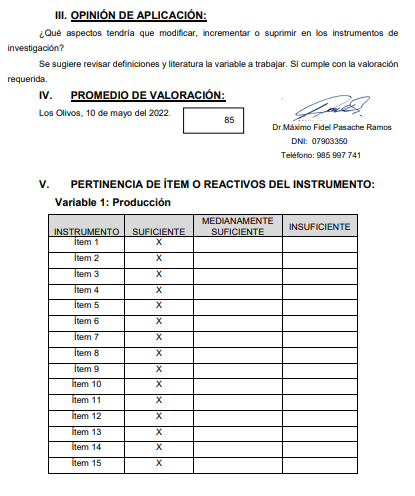 III. OPINIÓN DE APLICACIÓN:
¿Qué aspectos tendría que modificar, incrementar o suprimir en los instrumentos de
investigación?
Se sugiere revisar definiciones y literatura la variable a trabajar. Sí cumple con la valoración
requerida.
IV. PROMEDIO DE VALORACIÓN:
Los Olivos, 10 de mayo del 2022.
85
Dr.Máximo Fidel Pasache Ramos
DNI: 07903350
Teléfono: 985 997 741
V. PERTINENCIA DE ÍTEM O REACTIVOS DEL INSTRUMENTO:
Variable 1: Producción
INSTRUMENTO SUFICIENTE MEDIANAMENTE SUFICIENTE INSUFICIENTE
Ítem 1 X
Ítem 2 X
Ítem 3 X
Ítem 4 X
Ítem 5 X
Ítem 6 X
Ítem 7 X
Ítem 8 X
Ítem 9 X
Ítem 10 X
Ítem 11 X
Ítem 12 X
Ítem 13 X
Ítem 14 X
Ítem 15 X